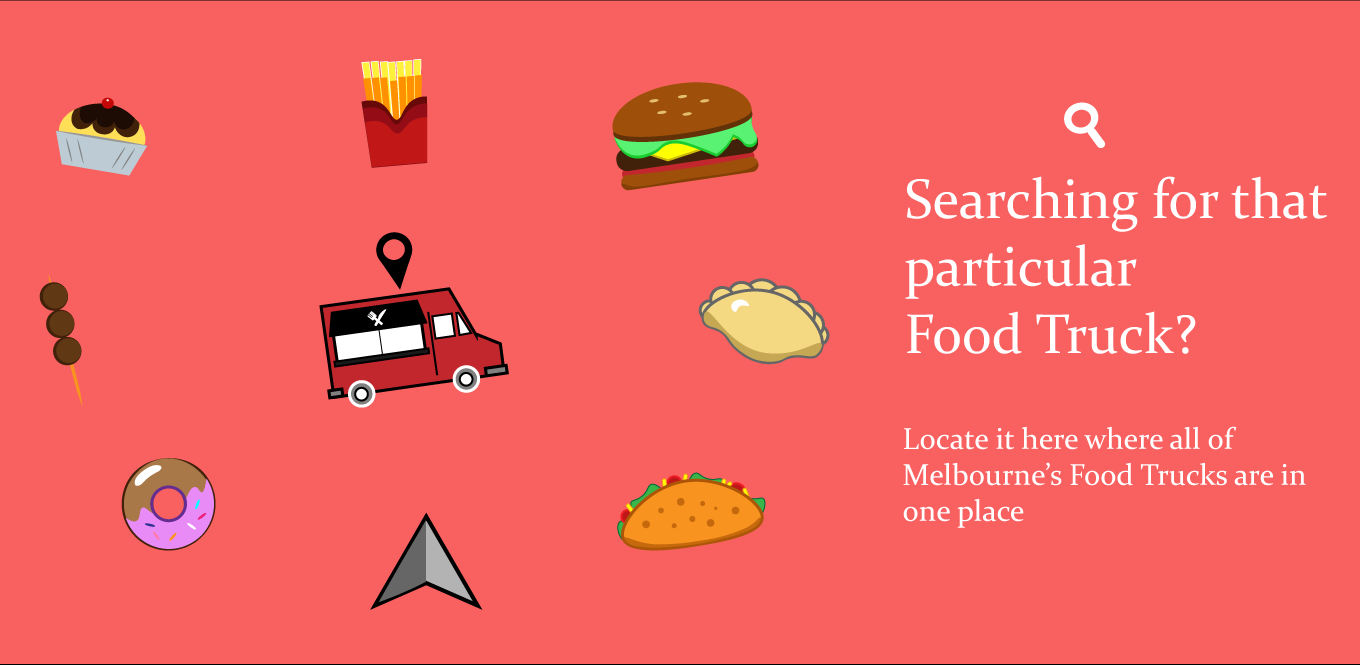 Searching for that
particular
Food Truck?
Locate it here where all of
Melbourne’s Food Trucks are in
one place